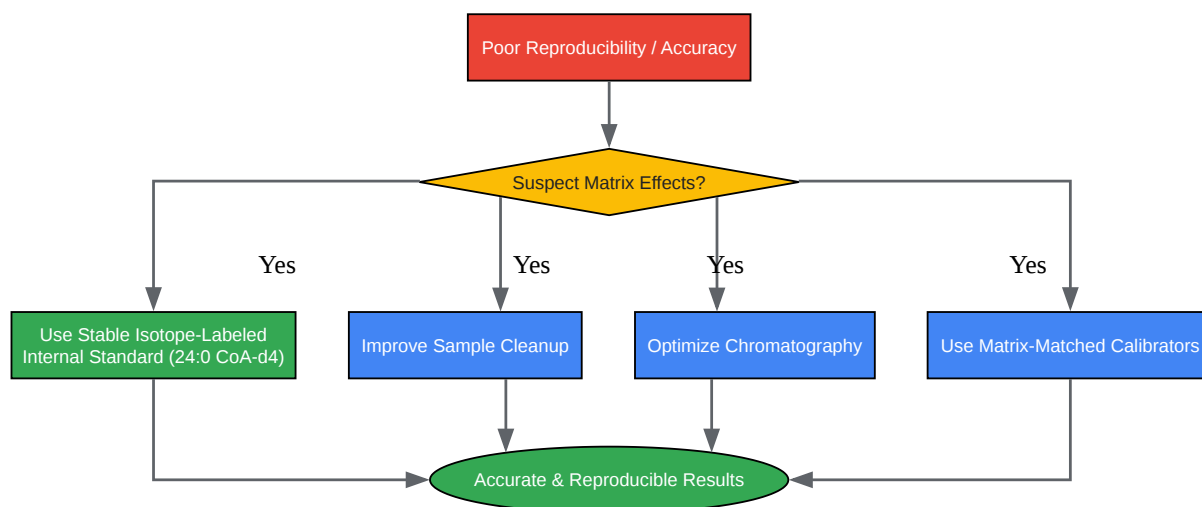 Poor Reproducibility / Accuracy
Suspect Matrix Effects?
Yes
Yes
Yes
Yes
Use Stable Isotope-Labeled
Internal Standard (24:0 CoA-d4)
Improve Sample Cleanup
Optimize Chromatography
Use Matrix-Matched Calibrators
Accurate & Reproducible Results